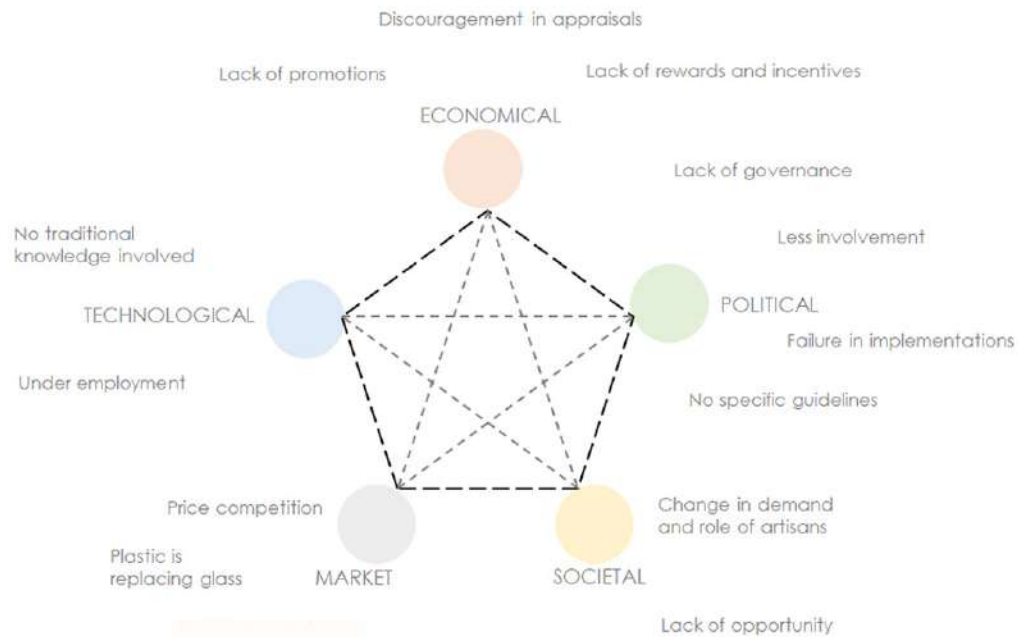 Discouragement in appraisals
Lack of promotions
Lack of rewards and incentives
ECONOMICAL
Lack of governance
No traditional
knowledge involved
Less involvement
TECHNOLOGICAL
POLITICAL
Failure in implementations
Under employment
No specific guidelines
Price competition
Change in demand
and role of artisans
Plastic is
replacing glass
MARKET
SOCIETAL
Lack of opportunity